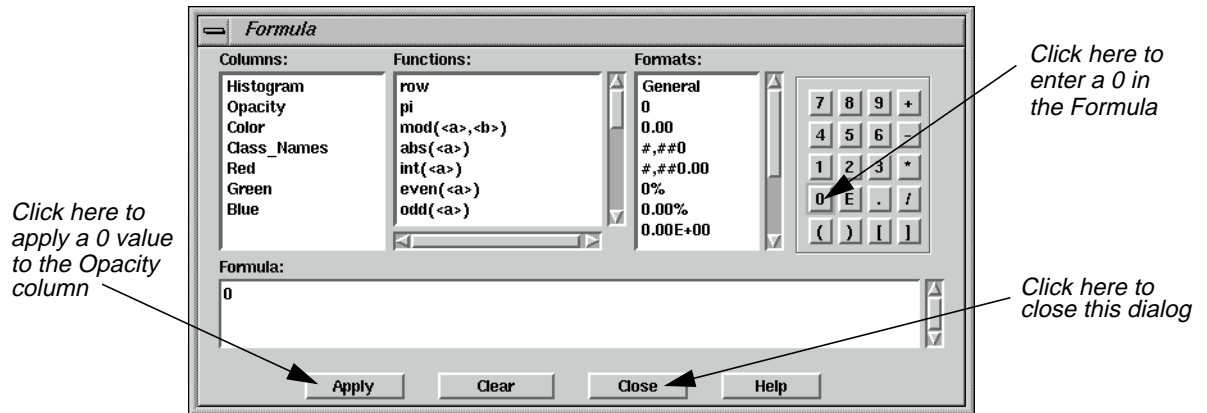 Formula
Columns:
Histogram
Opacity
Color
Class_Names
Red
Green
Blue
Functions:
row
pi
mod(<a>,<b>)
abs(<a>)
int(<a>)
even(<a>)
odd(<a>)
Formats:
General
0
0.00
#,##0
#,##0.00
0%
0.00%
0.00E+00
7 8 9 +
4 5 6 -
1 2 3 *
0 E . /
( ) [ ]
Formula:
0
Apply Clear Close Help
Click here to
enter a 0 in
the Formula
Click here to
apply a 0 value
to the Opacity
column
Click here to
close this dialog